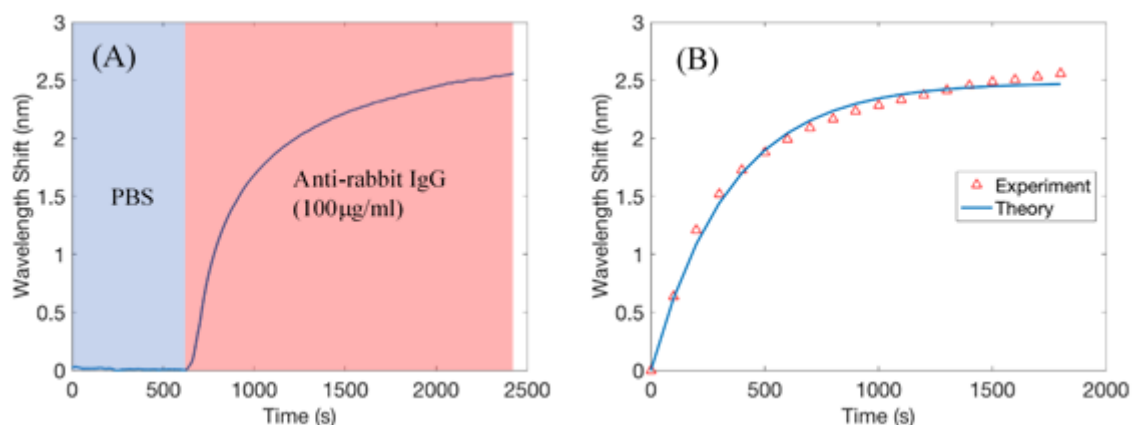 (A)
3
2.5
2
1.5
1
0.5
0
Wavelength Shift (nm)
PBS
Anti-rabbit IgG
(100μg/ml)
0 500 1000 1500 2000 2500
Time (s)
(B)
3
2.5
2
1.5
1
0.5
0
Wavelength Shift (nm)
Experiment
Theory
0 500 1000 1500 2000
Time (s)